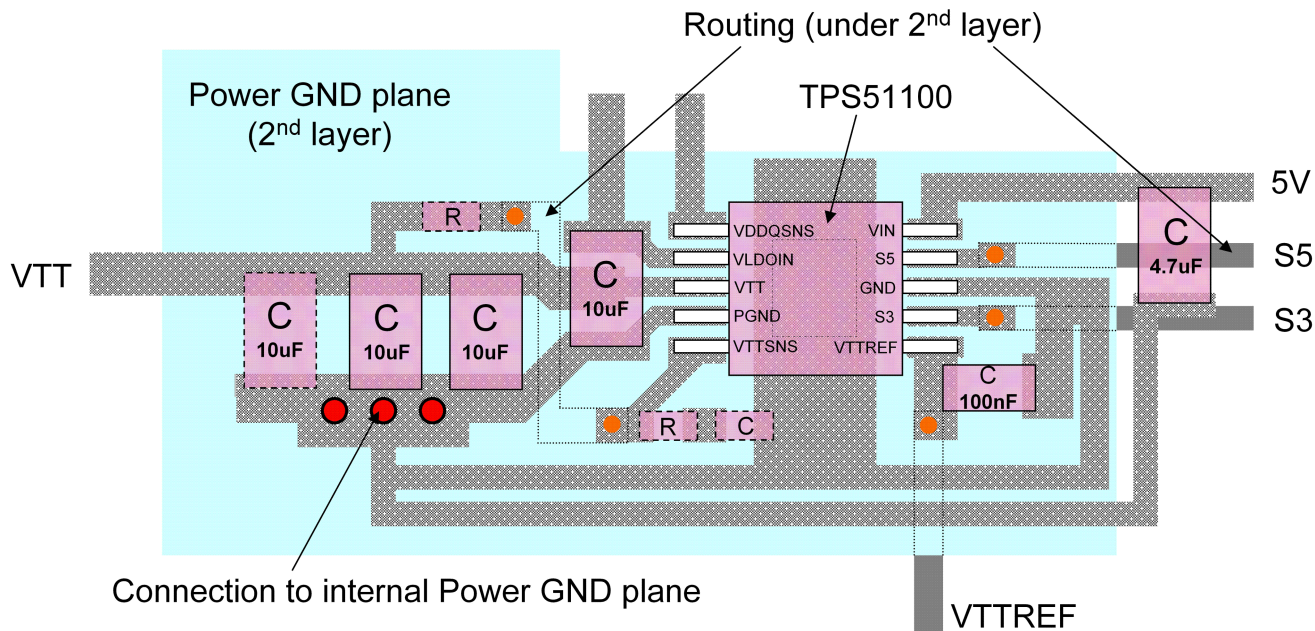 Routing (under 2nd layer)
Power GND plane
(2nd layer)
TPS51100
5V
S5
S3
VTT
R
C
10uF
C
10uF
C
10uF
C
10uF
VDDQSNS
VLDOIN
VTT
PGND
VTTSNS
VIN
S5
GND
S3
VTTREF
C
4.7uF
C
100nF
R
C
Connection to internal Power GND plane
VTTREF